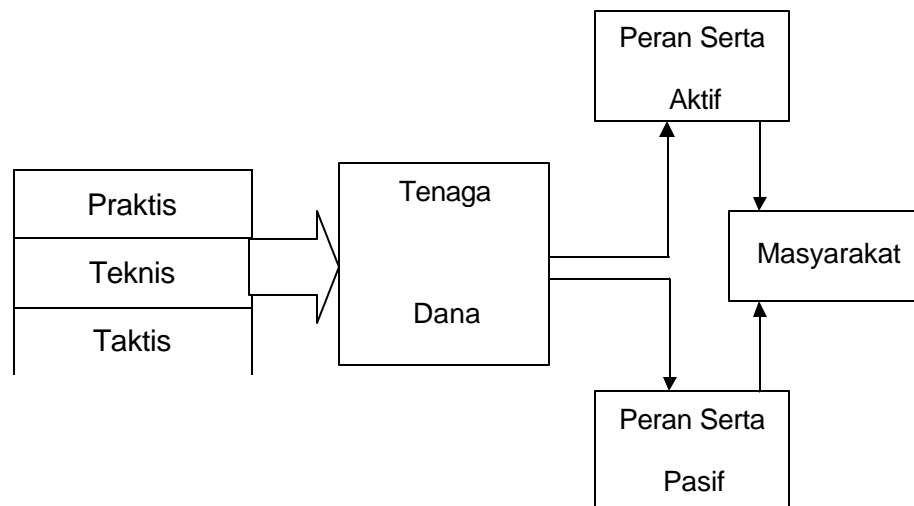 Praktis
Teknis
Taktis
Tenaga
Dana
Peran Serta
Aktif
Masyarakat
Peran Serta
Pasif